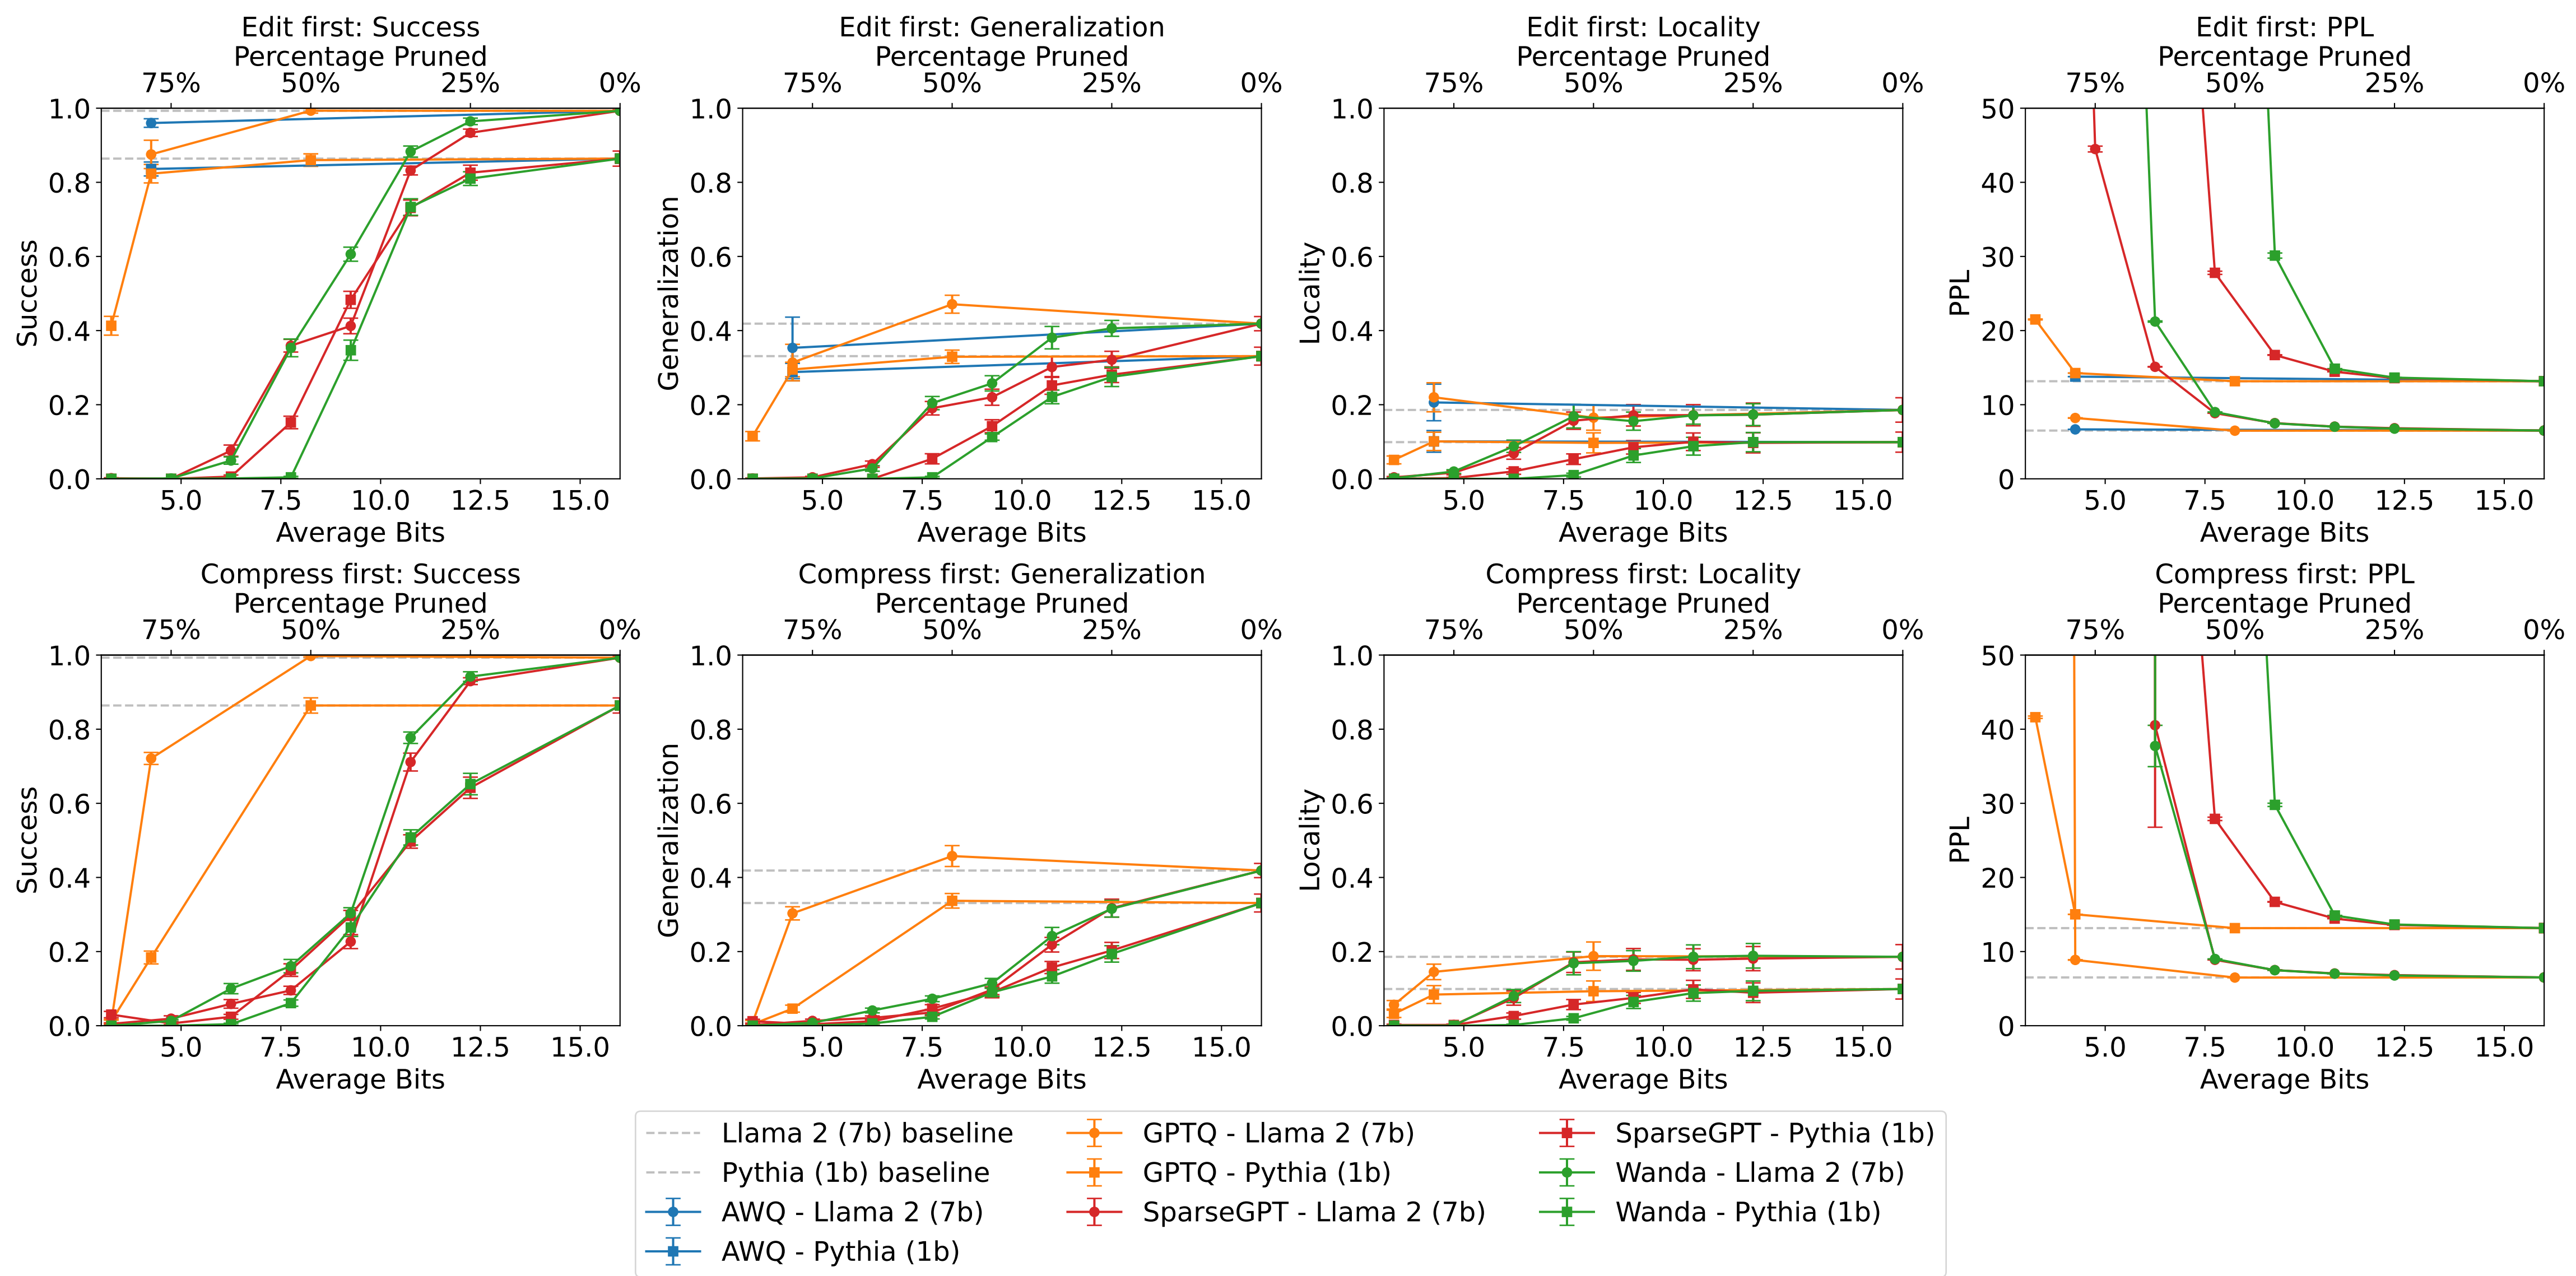 Edit first: Success
Percentage Pruned
75% 50% 25% 0%
1.0
0.8
0.6
0.4
0.2
0.0
Success
5.0 7.5 10.0 12.5 15.0
Average Bits
Edit first: Generalization
Percentage Pruned
75% 50% 25% 0%
1.0
0.8
0.6
0.4
0.2
0.0
Generalization
5.0 7.5 10.0 12.5 15.0
Average Bits
Edit first: Locality
Percentage Pruned
75% 50% 25% 0%
1.0
0.8
0.6
0.4
0.2
0.0
Locality
5.0 7.5 10.0 12.5 15.0
Average Bits
Edit first: PPL
Percentage Pruned
75% 50% 25% 0%
50
40
30
20
10
0
PPL
5.0 7.5 10.0 12.5 15.0
Average Bits
Compress first: Success
Percentage Pruned
75% 50% 25% 0%
1.0
0.8
0.6
0.4
0.2
0.0
Success
5.0 7.5 10.0 12.5 15.0
Average Bits
Compress first: Generalization
Percentage Pruned
75% 50% 25% 0%
1.0
0.8
0.6
0.4
0.2
0.0
Generalization
5.0 7.5 10.0 12.5 15.0
Average Bits
Compress first: Locality
Percentage Pruned
75% 50% 25% 0%
1.0
0.8
0.6
0.4
0.2
0.0
Locality
5.0 7.5 10.0 12.5 15.0
Average Bits
Compress first: PPL
Percentage Pruned
75% 50% 25% 0%
50
40
30
20
10
0
PPL
5.0 7.5 10.0 12.5 15.0
Average Bits
Llama 2 (7b) baseline
Pythia (1b) baseline
AWQ - Llama 2 (7b)
AWQ - Pythia (1b)
GPTQ - Llama 2 (7b)
GPTQ - Pythia (1b)
SparseGPT - Llama 2 (7b)
SparseGPT - Pythia (1b)
Wanda - Llama 2 (7b)
Wanda - Pythia (1b)